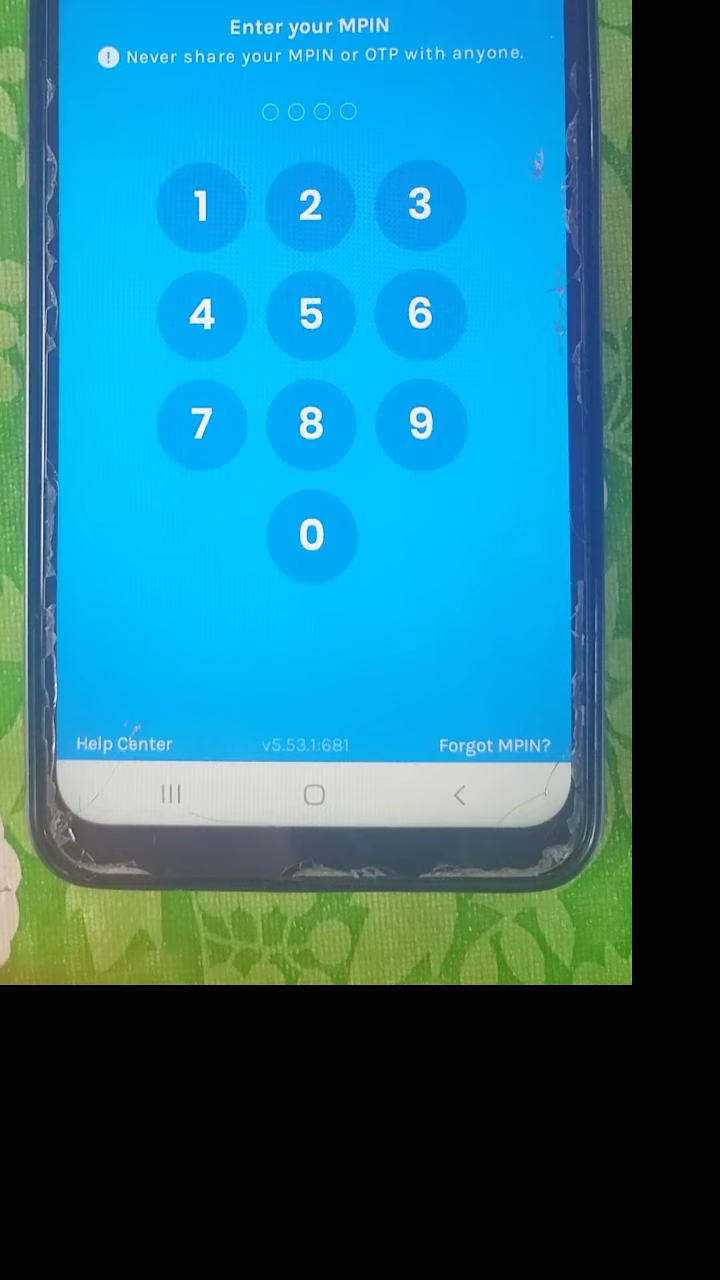 Enter your MPIN
! Never share your MPIN or OTP with anyone.
1 2 3
4 5 6
7 8 9
0
Help Center v5.53.1:681 Forgot MPIN?